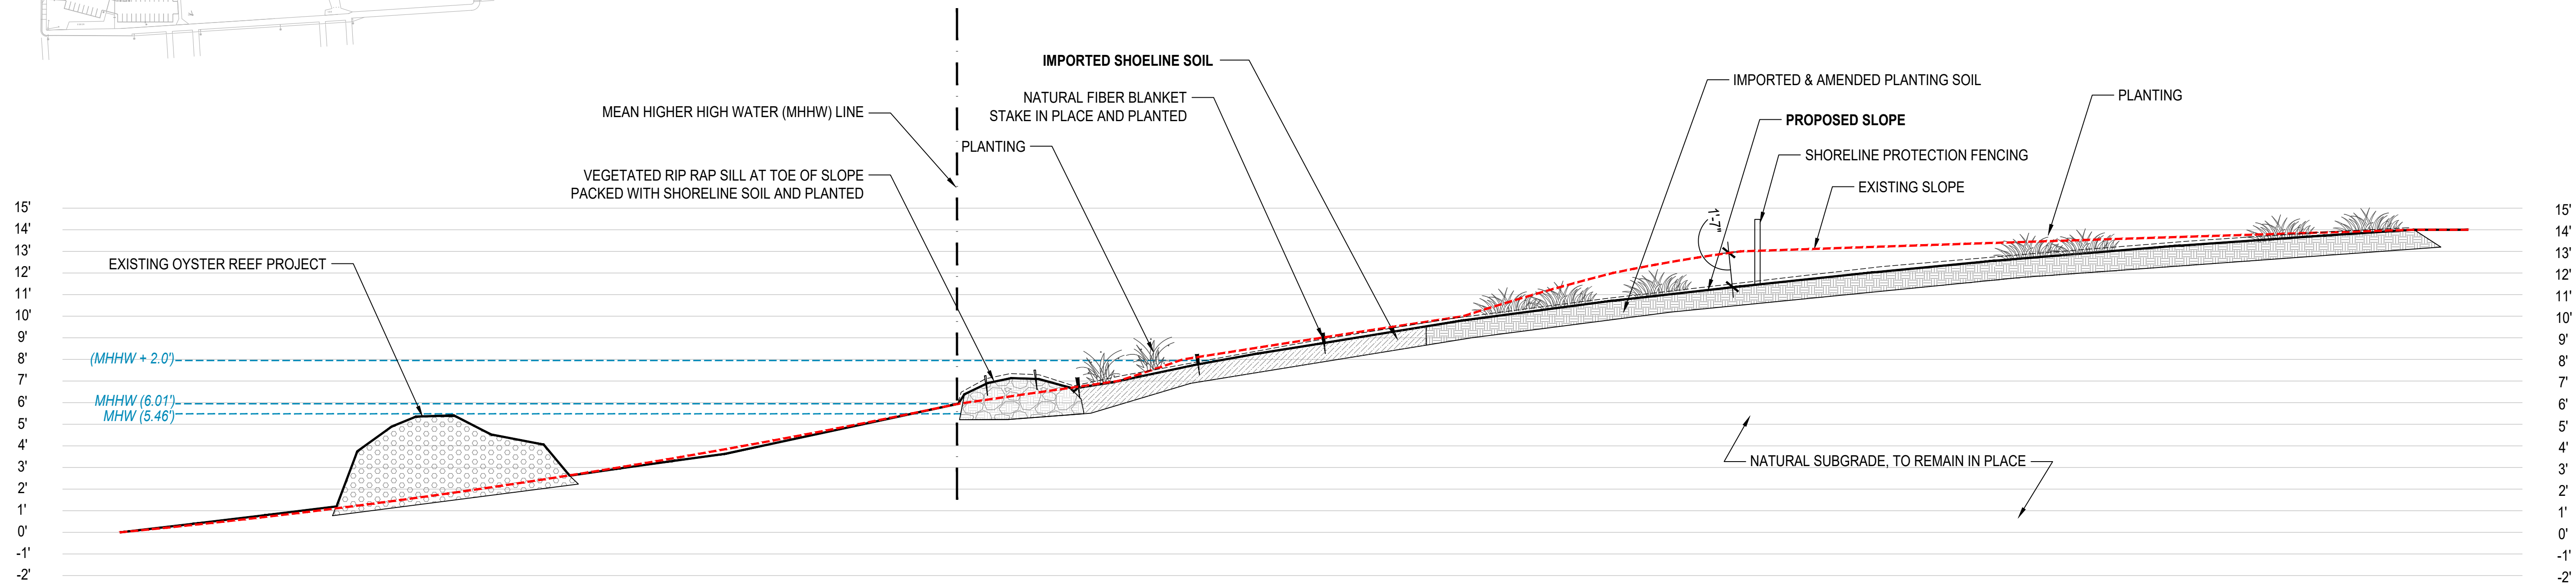 IMPORTED SHOELINE SOIL
NATURAL FIBER BLANKET
STAKE IN PLACE AND PLANTED
MEAN HIGHER HIGH WATER (MHHW) LINE
PLANTING
VEGETATED RIP RAP SILL AT TOE OF SLOPE
PACKED WITH SHORELINE SOIL AND PLANTED
IMPORTED & AMENDED PLANTING SOIL
PLANTING
PROPOSED SLOPE
SHORELINE PROTECTION FENCING
EXISTING SLOPE
1'-7"
EXISTING OYSTER REEF PROJECT
(MHHW + 2.0')
MHHW (6.01')
MHW (5.46')
NATURAL SUBGRADE, TO REMAIN IN PLACE
15'
14'
13'
12'
11'
10'
9'
8'
7'
6'
5'
4'
3'
2'
1'
0'
-1'
-2'
15'
14'
13'
12'
11'
10'
9'
8'
7'
6'
5'
4'
3'
2'
1'
0'
-1'
-2'